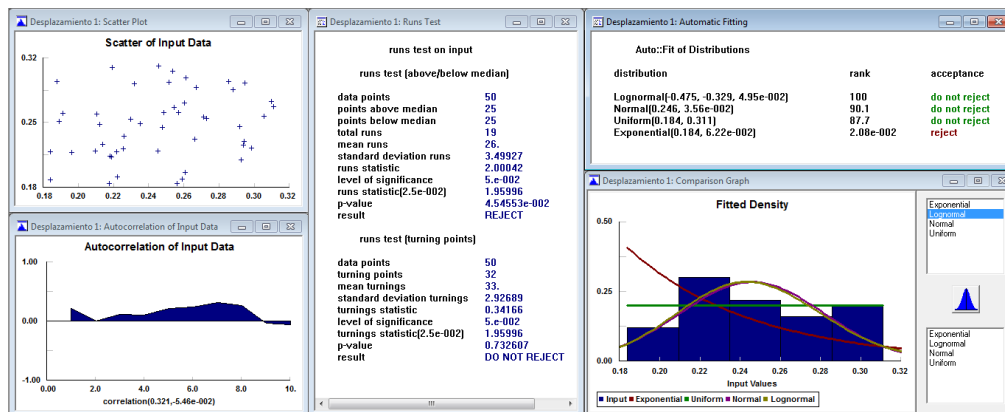 Desplazamiento 1: Scatter Plot
Scatter of Input Data
0.32
0.26
0.25
0.18
0.18 0.20 0.22 0.24 0.26 0.28 0.30 0.32
Desplazamiento 1: Autocorrelation of Input Data
Autocorrelation of Input Data
1.00
0.00
-1.00
0.00 2.0 4.0 6.0 8.0 10.
correlation(0.321,-5.46e-002)
Desplazamiento 1: Runs Test
runs test on input
runs test (above/below median)
data points 50
points above median 25
points below median 25
total runs 19
mean runs 26.
standard deviation runs 3.49927
runs statistic 2.00042
level of significance 5.e-002
runs statistic(2.5e-002) 1.95996
p-value 4.54553e-002
result REJECT
runs test (turning points)
data points 50
turning points 32
mean turnings 33.
standard deviation turnings 2.92689
turnings statistic 0.34166
level of significance 5.e-002
turnings statistic(2.5e-002) 1.95996
p-value 0.732607
result DO NOT REJECT
Desplazamiento 1: Automatic Fitting
Auto::Fit of Distributions
distribution rank acceptance
Lognormal(-0.475, -0.329, 4.95e-002) 100 do not reject
Normal(0.246, 3.56e-002) 90.1 do not reject
Uniform(0.184, 0.311) 87.7 do not reject
Exponential(0.184, 6.22e-002) 2.08e-002 reject
Desplazamiento 1: Comparison Graph
Fitted Density
0.50
0.25
0.00
0.18 0.20 0.22 0.24 0.26 0.28 0.30 0.32
Input Values
Input Exponential Uniform Normal Lognormal
Exponential
Lognormal
Normal
Uniform
Exponential
Lognormal
Normal
Uniform